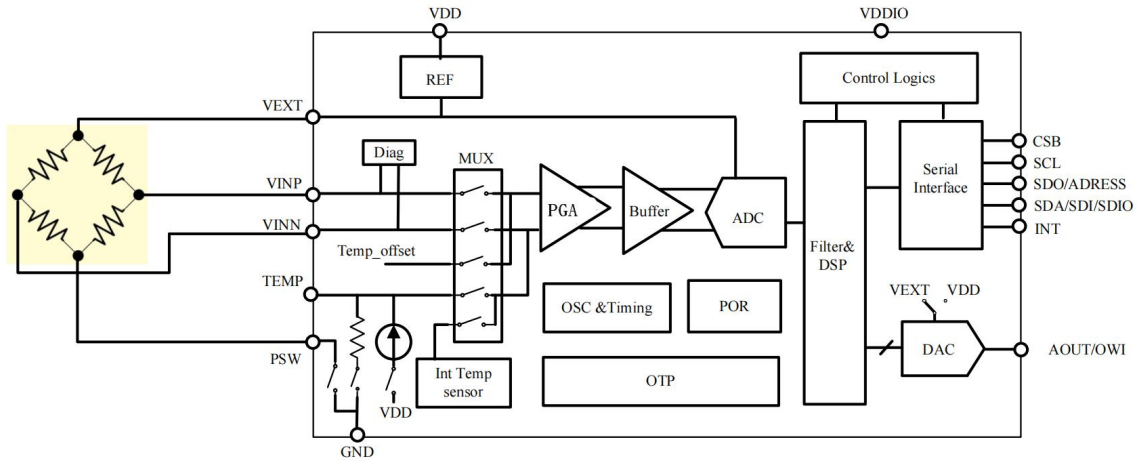 VDD
VDDIO
REF
Control Logics
VEXT
Diag
MUX
CSB
VINP
Serial
Interface
SCL
SDO/ADRESS
PGA
Buffer
ADC
SDA/SDI/SDIO
VINN
INT
Temp_offset
Filter&
DSP
TEMP
VEXT
VDD
OSC &Timing
POR
PSW
DAC
AOUT/OWI
Int Temp
sensor
OTP
VDD
GND